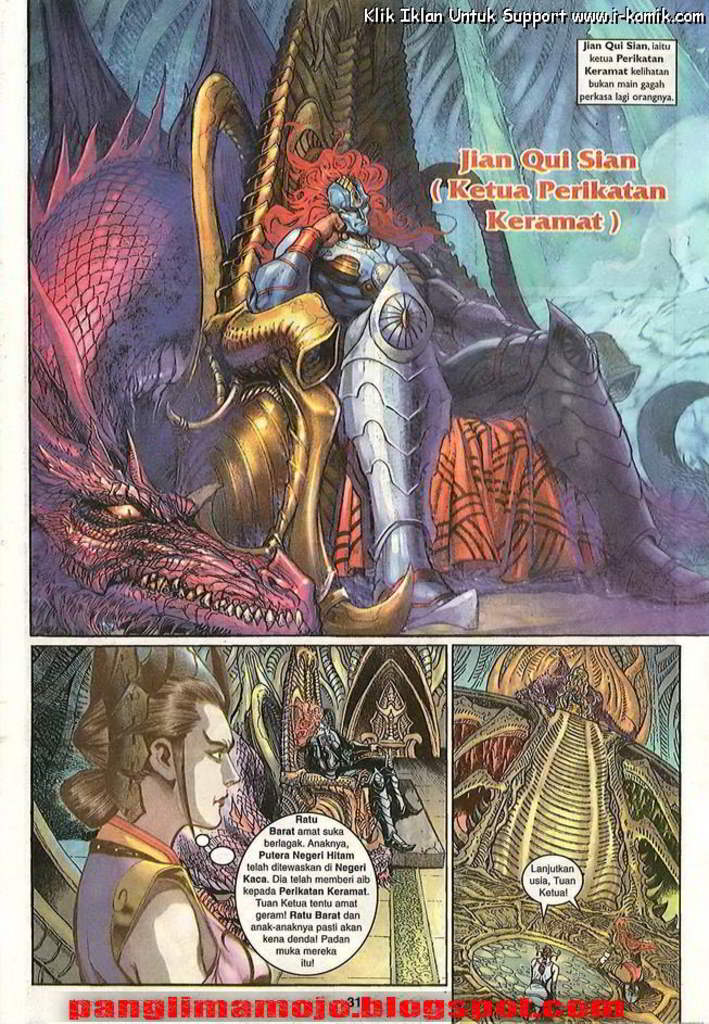 Klik Iklan Untuk Support www.i-komik.com
Jian Qui Sian, iaitu
ketua Perikatan
Keramat kelihatan
bukan main gagah
perkasa lagi orangnya.
Jian Qui Sian
( Ketua Perikatan
Keramat )
Ratu
Barat amat suka
berlagak. Anaknya,
Putera Negeri Hitam
telah ditewaskan di Negeri
Kaca. Dia telah memberi aib
kepada Perikatan Keramat.
Tuan Ketua tentu amat
geram! Ratu Barat dan
anak-anaknya pasti akan
kena denda! Padan
muka mereka
itu!
Lanjutkan
usia, Tuan
Ketua!
31
panglimamojo.blogspot.com